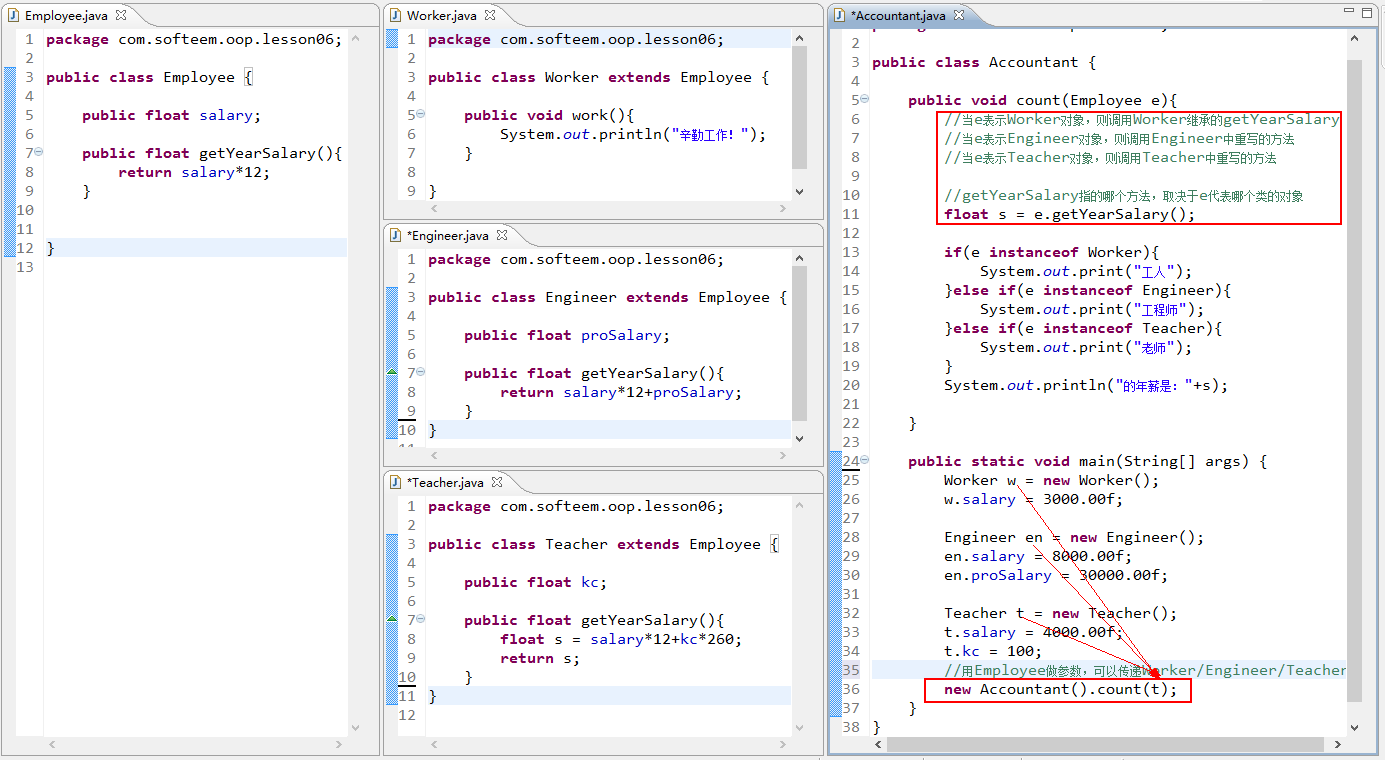 Employee.java
1 package com.softeem.oop.lesson06;
2
3 public class Employee {
4
5 public float salary;
6
7 public float getYearSalary(){
8 return salary*12;
9 }
10
11
12 }
13
Worker.java
1 package com.softeem.oop.lesson06;
2
3 public class Worker extends Employee {
4
5 public void work(){
6 System.out.println("辛勤工作！");
7 }
8
9 }
*Engineer.java
1 package com.softeem.oop.lesson06;
2
3 public class Engineer extends Employee {
4
5 public float proSalary;
6
7 public float getYearSalary(){
8 return salary*12+proSalary;
9 }
10 }
*Teacher.java
1 package com.softeem.oop.lesson06;
2
3 public class Teacher extends Employee {
4
5 public float kc;
6
7 public float getYearSalary(){
8 float s = salary*12+kc*260;
9 return s;
10 }
11 }
12
*Accountant.java
2
3 public class Accountant {
4
5 public void count(Employee e){
6 //当e表示Worker对象，则调用Worker继承的getYearSalary
7 //当e表示Engineer对象，则调用Engineer中重写的方法
8 //当e表示Teacher对象，则调用Teacher中重写的方法
9
10 //getYearSalary指的哪个方法，取决于e代表哪个类的对象
11 float s = e.getYearSalary();
12
13 if(e instanceof Worker){
14 System.out.print("工人");
15 }else if(e instanceof Engineer){
16 System.out.print("工程师");
17 }else if(e instanceof Teacher){
18 System.out.print("老师");
19 }
20 System.out.println("的年薪是："+s);
21
22 }
23
24 public static void main(String[] args) {
25 Worker w = new Worker();
26 w.salary = 3000.00f;
27
28 Engineer en = new Engineer();
29 en.salary = 8000.00f;
30 en.proSalary = 30000.00f;
31
32 Teacher t = new Teacher();
33 t.salary = 4000.00f;
34 t.kc = 100;
35 //用Employee做参数，可以传递Worker/Engineer/Teacher
36 new Accountant().count(t);
37 }
38 }